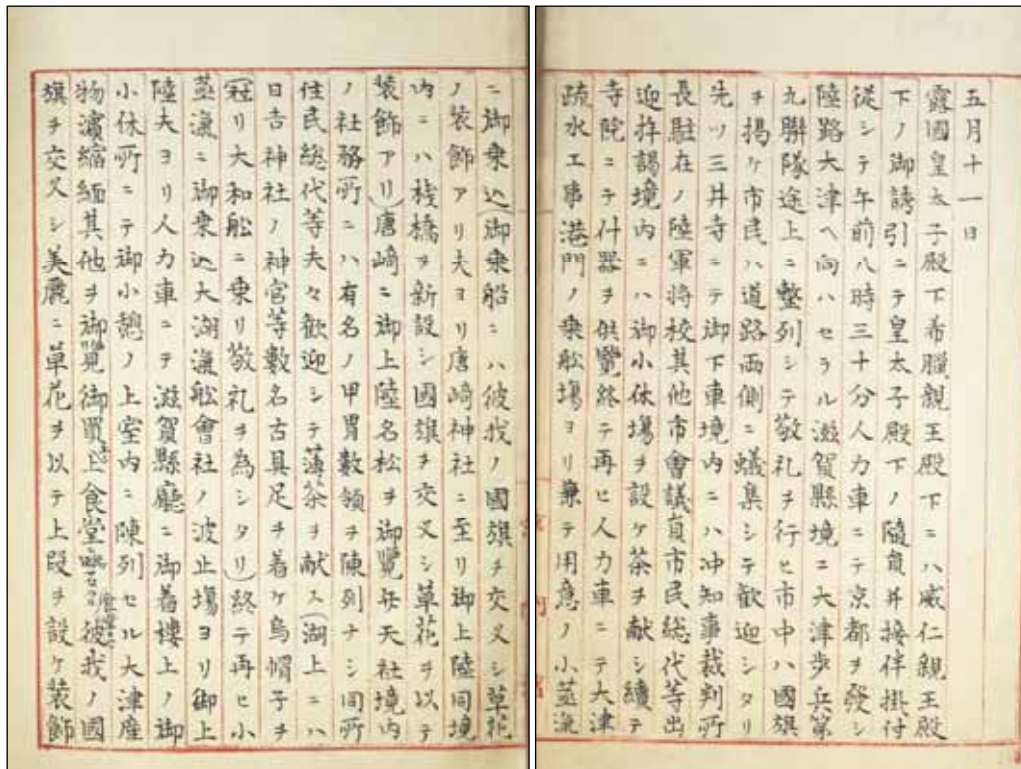 五月十一日
露國皇太子殿下希臘親王殿下ニハ威仁親王殿
下ノ御誘引ニテ皇太子殿下ノ隨員并接伴掛付
從シテ午前八時三十分人力車ニテ京都ヲ發シ
陸路大津ヘ向ハセラル滋賀縣境ニ大津歩兵第
九聯隊途上ニ整列シテ敬礼ヲ行ヒ市中ハ國旗
ヲ揚ケ市民ハ道路両側ニ蟻集シテ歓迎シタリ
先ツ三井寺ニテ御下車境内ニハ沖知事裁判所
長駐在ノ陸軍将校其他市會議員市民総代等出
迎拝謁境内ニハ御小休場ヲ設ケ茶ヲ献シ續テ
寺院ニテ什器ヲ供覽終テ再ヒ人力車ニテ大津
疏水工事港門ノ乗舩場ヨリ兼テ用意ノ小蒸滊
ニ御乗込(御乗船ニハ彼我ノ國旗ヲ交叉シ草花
ノ装飾アリ夫ヨリ唐崎神社ニ至リ御上陸同境
内ニハ桟橋ヲ新設シ國旗ヲ交叉シ草花ヲ以テ
装飾アリ)唐崎ニ御上陸名松ヲ御覽社境内
ノ社務所ニハ有名ノ甲冑數領ヲ陳列ナシ同所
住民総代等夫々歓迎シテ薄茶ヲ献ス(湖上ニハ
日吉神社ノ神官等數名古具足ヲ着ケ烏帽子ヲ
冠リ大和舩ニ乗リ敬礼ヲ為シタリ)終テ再ヒ小
蒸滊ニ御乗込大湖滊舩會社ノ波止場ヨリ御上
陸夫ヨリ人力車ニテ滋賀縣廳ニ御着樓上ノ御
小休所ニテ御小憩ノ上室内ニ陳列セル大津産
物濱縮緬其他ヲ御覽御買上食堂彼我ノ國
旗ヲ交叉シ美麗ニ草花ヲ以テ上段ヲ設ケ装飾